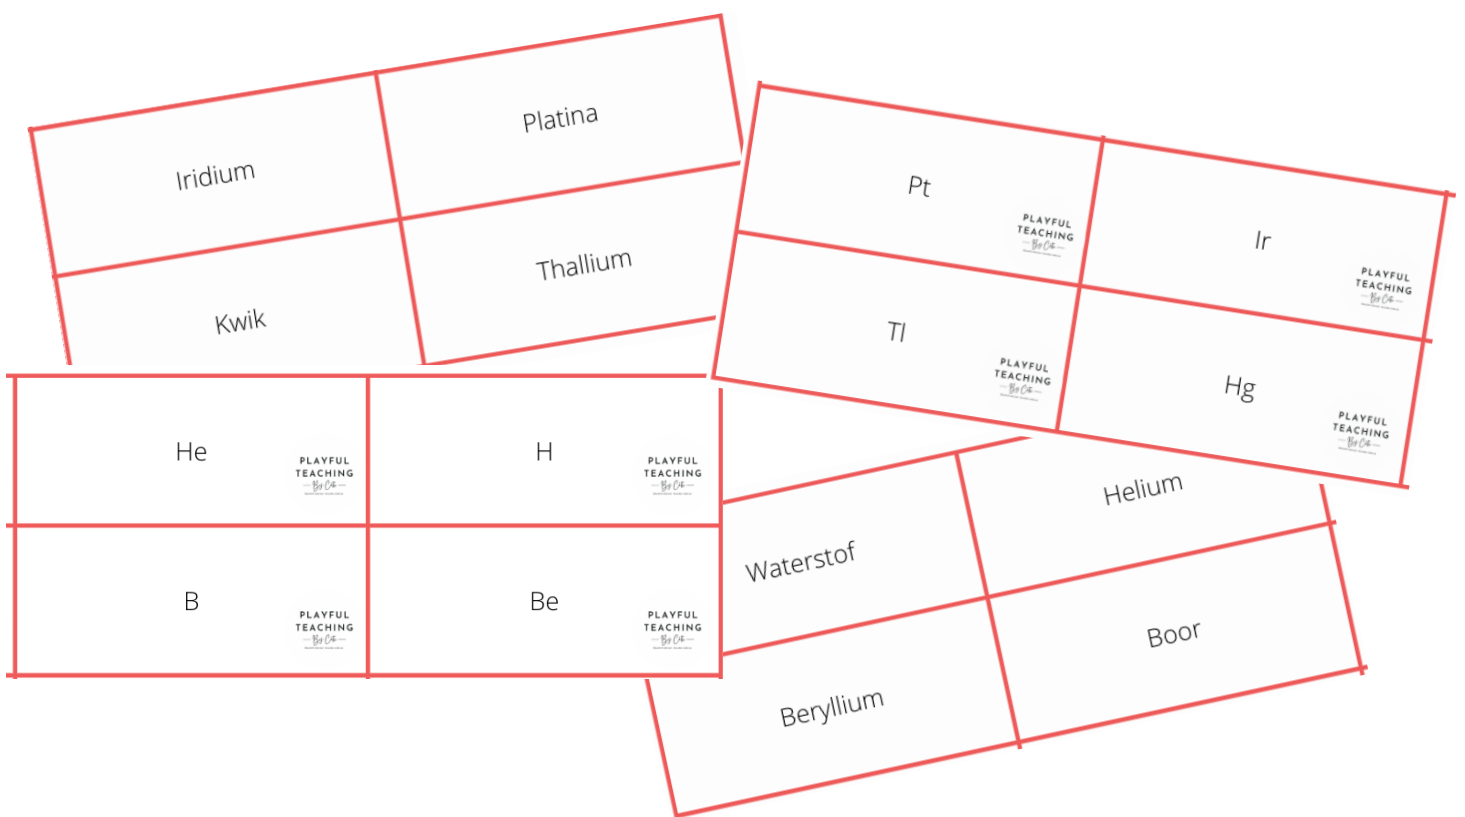 Iridium
Platina
Kwik
Thallium
Pt
PLAYFUL
TEACHING
Ir
PLAYFUL
TEACHING
Tl
PLAYFUL
TEACHING
Hg
PLAYFUL
TEACHING
He
PLAYFUL
TEACHING
H
PLAYFUL
TEACHING
B
PLAYFUL
TEACHING
Be
PLAYFUL
TEACHING
Waterstof
Helium
Beryllium
Boor